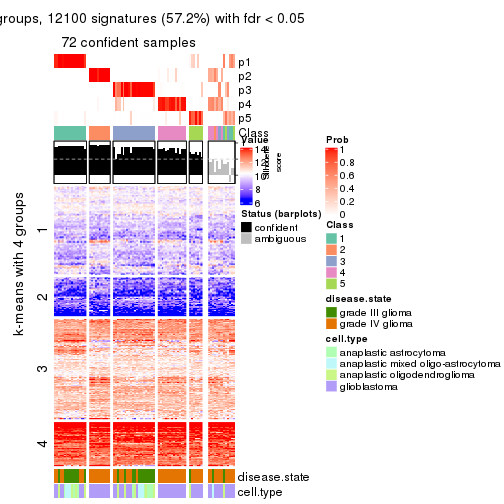 groups, 12100 signatures (57.2%) with fdr < 0.05
72 confident samples
p1
p2
p3
p4
p5
Class
Silhouette
score
k-means with 4 groups
1
2
3
4
disease.state
cell.type
Value
14
8
6
Status (barplots)
confident
ambiguous
Prob
1
0.8
0.6
0.4
0.2
0
Class
1
2
3
4
5
disease.state
grade III glioma
grade IV glioma
cell.type
anaplastic astrocytoma
anaplastic mixed oligo-astrocytoma
anaplastic oligodendroglioma
glioblastoma